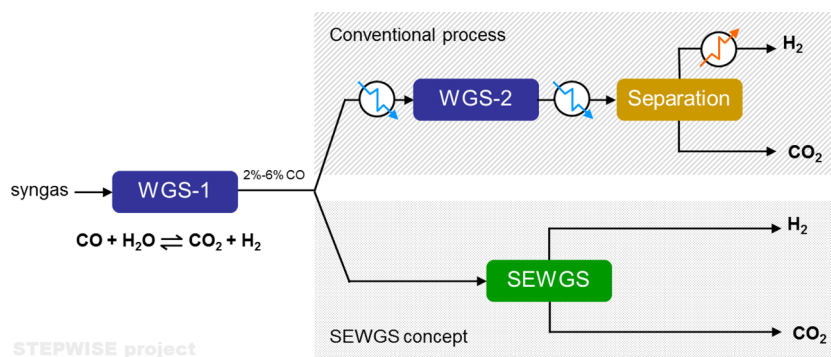 Conventional process
H₂
WGS-2
Separation
CO₂
2%-6% CO
syngas
WGS-1
CO + H₂O ⇌ CO₂ + H₂
H₂
SEWGS
CO₂
SEWGS concept
STEPWISE project